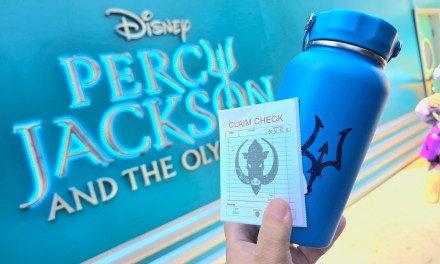 Disney
PERCY
JACKSON
AND THE OLY
CLAIM CHECK